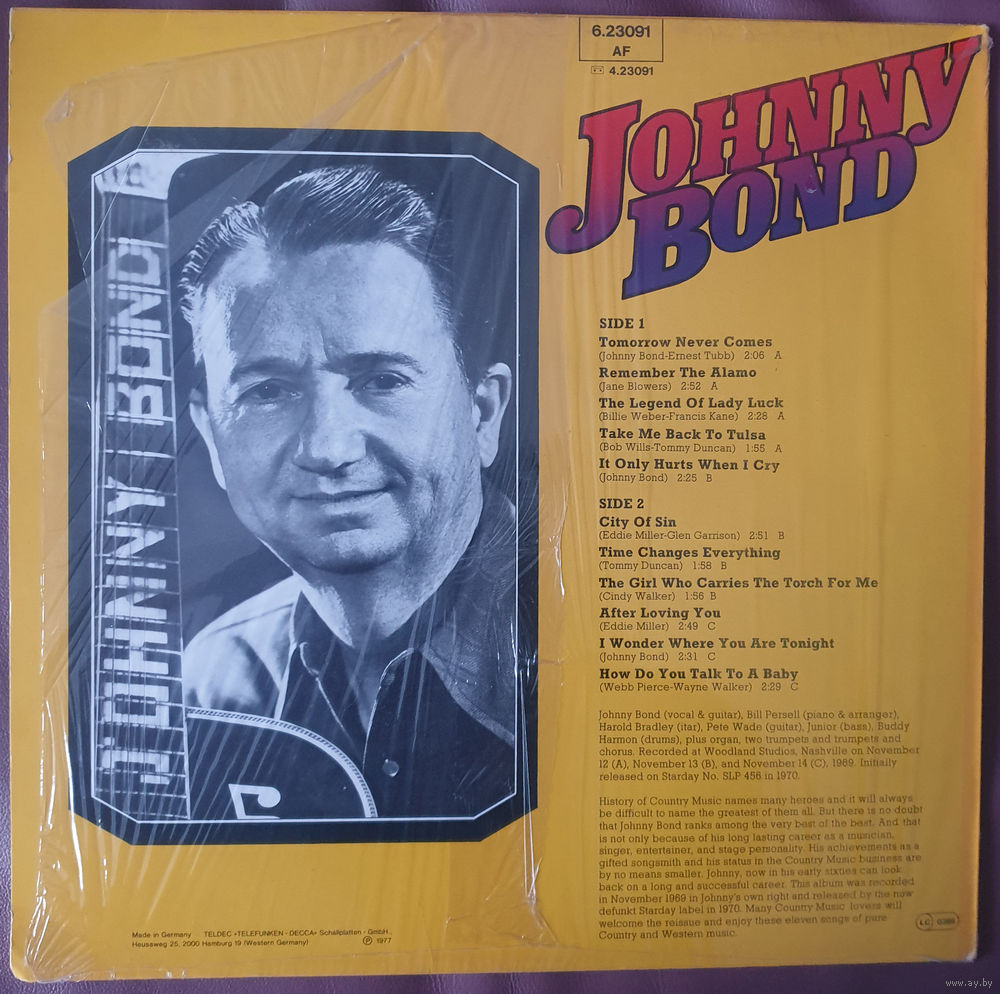 6.23091
AF
4.23091
JOHNNY
BOND
JOHNNY BOND
SIDE 1
Tomorrow Never Comes
(Johnny Bond-Ernest Tubb) 2:06 A
Remember The Alamo
(Jane Blowers) 2:52 A
The Legend Of Lady Luck
(Billie Weber-Francis Kane) 2:28 A
Take Me Back To Tulsa
(Bob Wills-Tommy Duncan) 1:55 A
It Only Hurts When I Cry
(Johnny Bond) 2:25 B
SIDE 2
City Of Sin
(Eddie Miller-Glen Garrison) 2:51 B
Time Changes Everything
(Tommy Duncan) 1:58 B
The Girl Who Carries The Torch For Me
(Cindy Walker) 1:56 B
After Loving You
(Eddie Miller) 2:49 C
I Wonder Where You Are Tonight
(Johnny Bond) 2:31 C
How Do You Talk To A Baby
(Webb Pierce-Wayne Walker) 2:29 C
Johnny Bond (vocal & guitar), Bill Persell (piano & arranger),
Harold Bradley (itar), Pete Wade (guitar), Junior (bass), Buddy
Harmon (drums), plus organ, two trumpets and trumpets and
chorus. Recorded at Woodland Studios, Nashville on November
12 (A), November 13 (B), and November 14 (C), 1969. Initially
released on Starday No. SLP 456 in 1970.
History of Country Music names many heroes and it will always
be difficult to name the greatest of them all. But there is no doubt
that Johnny Bond ranks among the very best of the best. And that
is not only because of his long lasting career as a musician,
singer, entertainer, and stage personality. His achievements as a
gifted songsmith and his status in the Country Music business are
by no means smaller. Johnny, now in his early sixties can look
back on a long and successful career. This album was recorded
in November 1969 in Johnny's own right and released by the now
defunkt Starday label in 1970. Many Country Music lovers will
welcome the reissue and enjoy these eleven songs of pure
Country and Western music.
LC 0366
Made in Germany TELDEC »TELEFUNKEN - DECCA« Schallplatten - GmbH.,
Heussweg 25, 2000 Hamburg 19 (Western Germany) Ⓟ 1977
www.ay.by